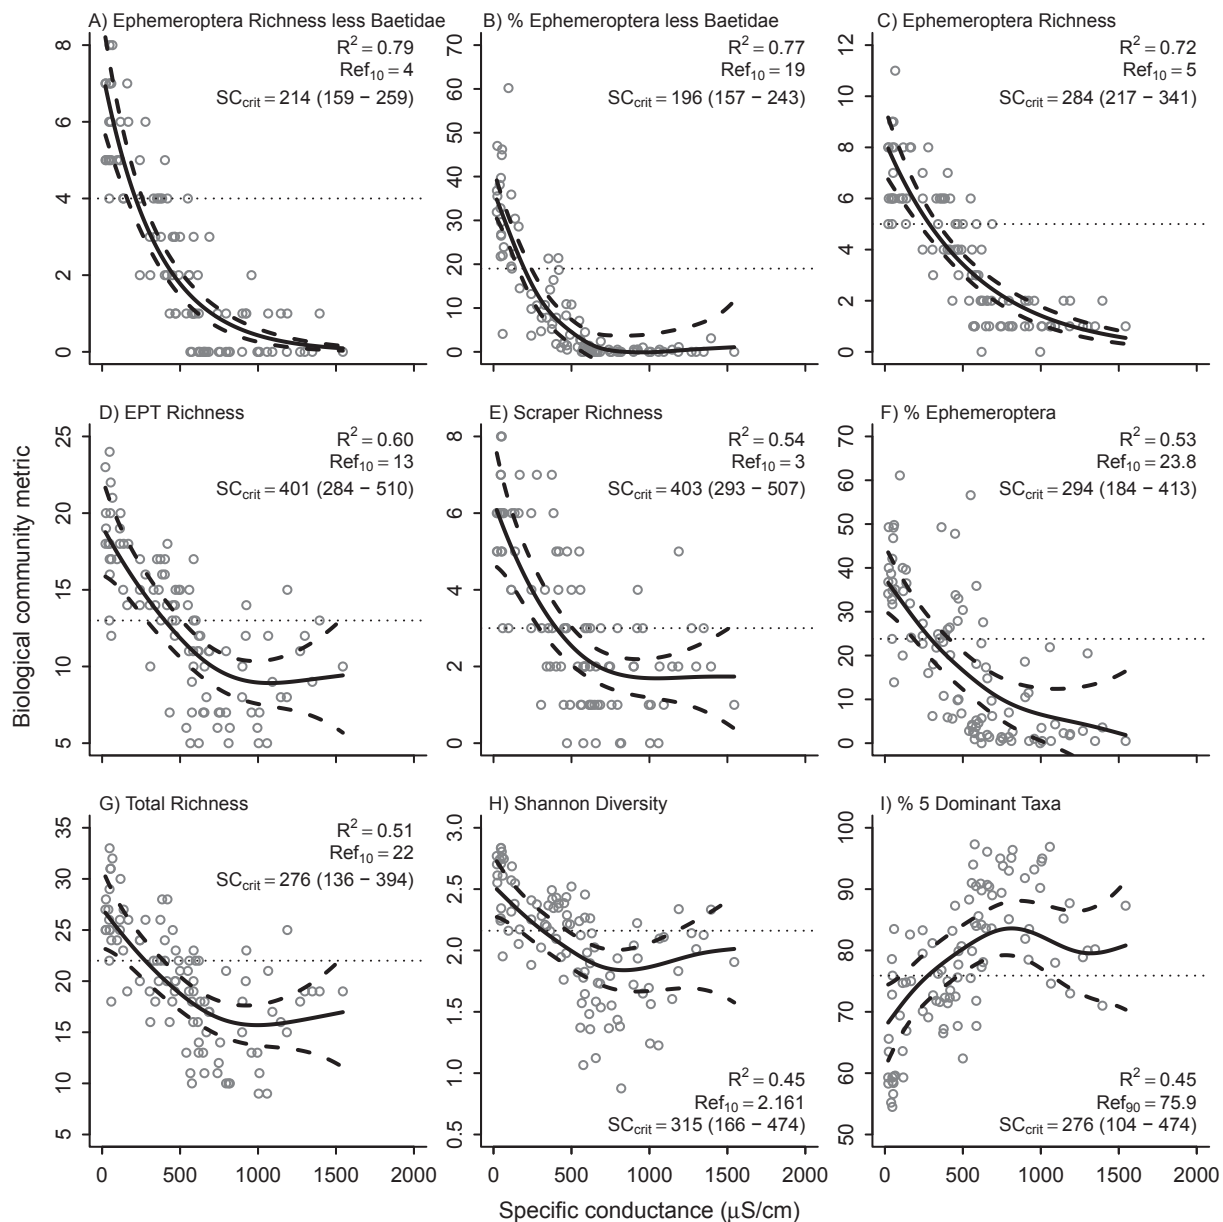 A) Ephemeroptera Richness less Baetidae
R² = 0.79
Ref₁₀ = 4
SC_crit = 214 (159 − 259)
0 2 4 6 8
B) % Ephemeroptera less Baetidae
R² = 0.77
Ref₁₀ = 19
SC_crit = 196 (157 − 243)
0 10 20 30 40 50 60 70
C) Ephemeroptera Richness
R² = 0.72
Ref₁₀ = 5
SC_crit = 284 (217 − 341)
0 2 4 6 8 10 12
Biological community metric
D) EPT Richness
R² = 0.60
Ref₁₀ = 13
SC_crit = 401 (284 − 510)
5 10 15 20 25
E) Scraper Richness
R² = 0.54
Ref₁₀ = 3
SC_crit = 403 (293 − 507)
0 2 4 6 8
F) % Ephemeroptera
R² = 0.53
Ref₁₀ = 23.8
SC_crit = 294 (184 − 413)
0 10 20 30 40 50 60 70
G) Total Richness
R² = 0.51
Ref₁₀ = 22
SC_crit = 276 (136 − 394)
5 10 15 20 25 30 35
0 500 1000 1500 2000
H) Shannon Diversity
R² = 0.45
Ref₁₀ = 2.161
SC_crit = 315 (166 − 474)
0.5 1.0 1.5 2.0 2.5 3.0
0 500 1000 1500 2000
I) % 5 Dominant Taxa
R² = 0.45
Ref₉₀ = 75.9
SC_crit = 276 (104 − 474)
50 60 70 80 90 100
0 500 1000 1500 2000
Specific conductance (μS/cm)